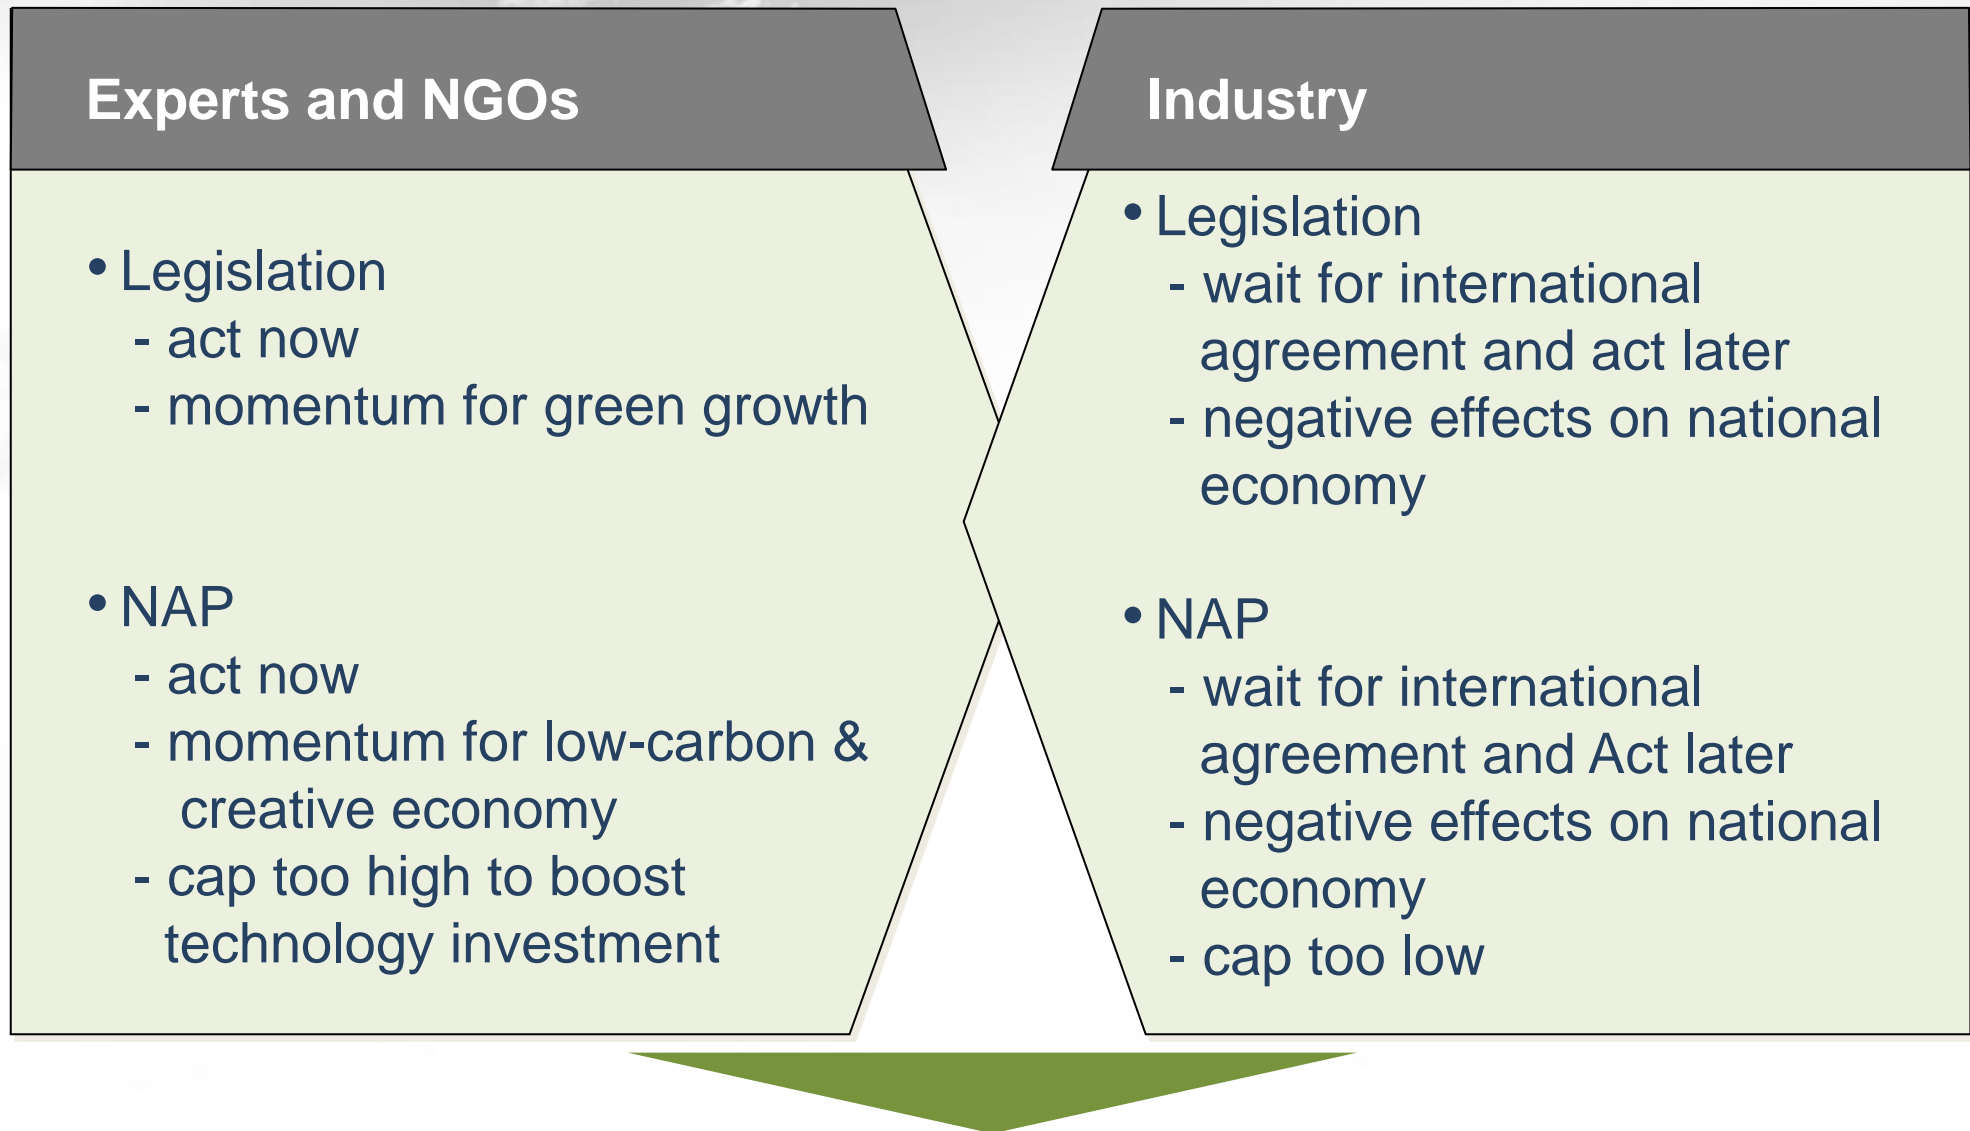 Experts and NGOs
• Legislation
- act now
- momentum for green growth
• NAP
- act now
- momentum for low-carbon &
creative economy
- cap too high to boost
technology investment
Industry
• Legislation
- wait for international
agreement and act later
- negative effects on national
economy
• NAP
- wait for international
agreement and Act later
- negative effects on national
economy
- cap too low